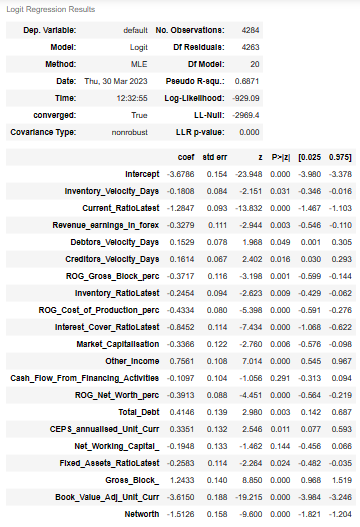 Logit Regression Results
Dep. Variable: default No. Observations: 4284
Model: Logit Df Residuals: 4263
Method: MLE Df Model: 20
Date: Thu, 30 Mar 2023 Pseudo R-squ.: 0.6871
Time: 12:32:55 Log-Likelihood: -929.09
converged: True LL-Null: -2969.4
Covariance Type: nonrobust LLR p-value: 0.000
coef std err z P>|z| [0.025 0.975]
Intercept -3.6786 0.154 -23.948 0.000 -3.980 -3.378
Inventory_Velocity_Days -0.1808 0.084 -2.151 0.031 -0.346 -0.016
Current_RatioLatest -1.2847 0.093 -13.832 0.000 -1.467 -1.103
Revenue_earnings_in_forex -0.3279 0.111 -2.944 0.003 -0.546 -0.110
Debtors_Velocity_Days 0.1529 0.078 1.968 0.049 0.001 0.305
Creditors_Velocity_Days 0.1614 0.067 2.402 0.016 0.030 0.293
ROG_Gross_Block_perc -0.3717 0.116 -3.198 0.001 -0.599 -0.144
Inventory_RatioLatest -0.2454 0.094 -2.623 0.009 -0.429 -0.062
ROG_Cost_of_Production_perc -0.4334 0.080 -5.398 0.000 -0.591 -0.276
Interest_Cover_RatioLatest -0.8452 0.114 -7.434 0.000 -1.068 -0.622
Market_Capitalisation -0.3366 0.122 -2.760 0.006 -0.576 -0.098
Other_Income 0.7561 0.108 7.014 0.000 0.545 0.967
Cash_Flow_From_Financing_Activities -0.1097 0.104 -1.056 0.291 -0.313 0.094
ROG_Net_Worth_perc -0.3913 0.088 -4.451 0.000 -0.564 -0.219
Total_Debt 0.4146 0.139 2.980 0.003 0.142 0.687
CEPS_annualised_Unit_Curr 0.3351 0.132 2.546 0.011 0.077 0.593
Net_Working_Capital_ -0.1948 0.133 -1.462 0.144 -0.456 0.066
Fixed_Assets_RatioLatest -0.2583 0.114 -2.264 0.024 -0.482 -0.035
Gross_Block_ 1.2433 0.140 8.850 0.000 0.968 1.519
Book_Value_Adj_Unit_Curr -3.6150 0.188 -19.215 0.000 -3.984 -3.246
Networth -1.5126 0.158 -9.600 0.000 -1.821 -1.204